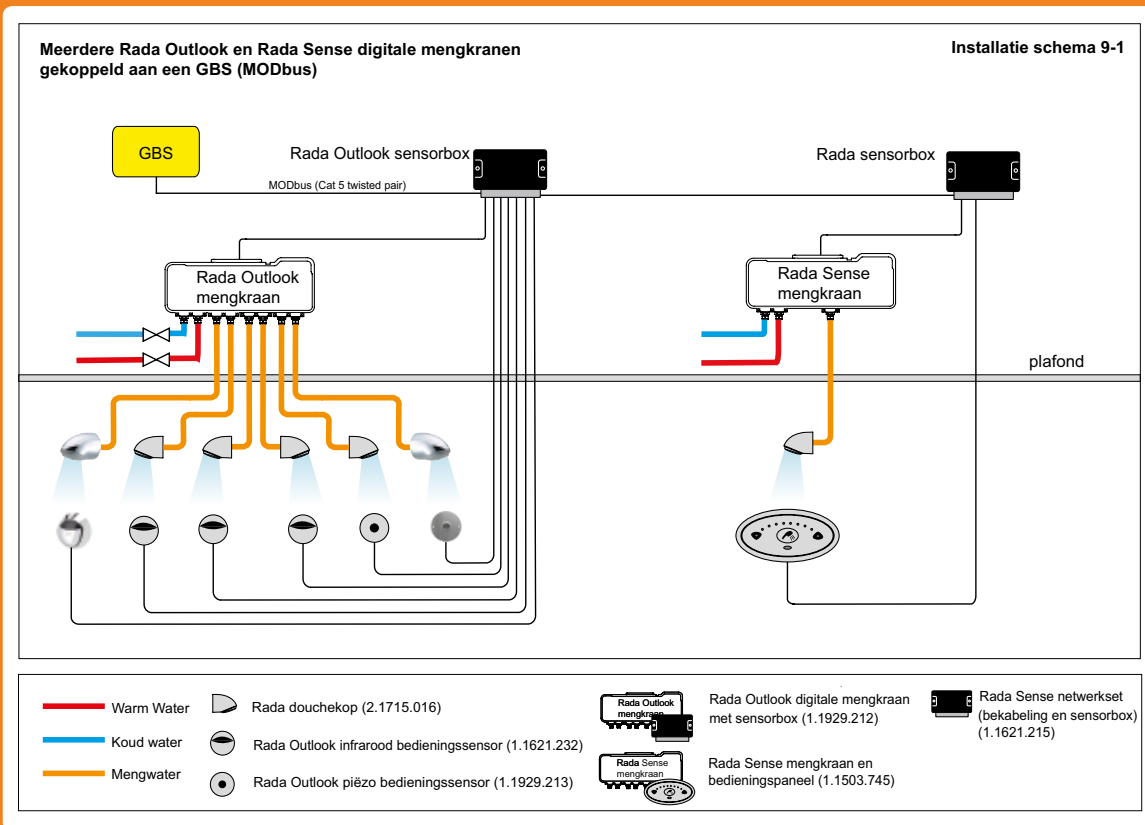 Meerdere Rada Outlook en Rada Sense digitale mengkranen
gekoppeld aan een GBS (MODbus)
Installatie schema 9-1
GBS
Rada Outlook sensorbox
Rada sensorbox
MODbus (Cat 5 twisted pair)
Rada Outlook
mengkraan
Rada Sense
mengkraan
plafond
Warm Water
Koud water
Mengwater
Rada douchekop (2.1715.016)
Rada Outlook infrarood bedieningssensor (1.1621.232)
Rada Outlook piëzo bedieningssensor (1.1929.213)
Rada Outlook
mengkraan
Rada Outlook digitale mengkraan
met sensorbox (1.1929.212)
Rada Sense
mengkraan
Rada Sense mengkraan en
bedieningspaneel (1.1503.745)
Rada Sense netwerkset
(bekabeling en sensorbox)
(1.1621.215)